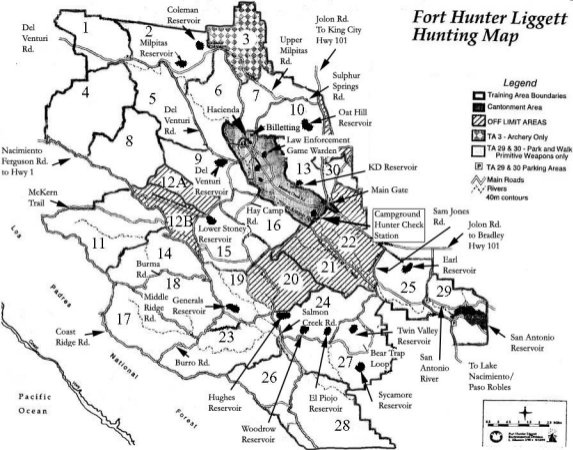 Fort Hunter Liggett
Hunting Map
Legend
Training Area Boundaries
Cantonment Area
OFF LIMIT AREAS
TA 3 - Archery Only
TA 29 & 30 - Park and Walk
Primitive Weapons only
P TA 29 & 30 Parking Areas
Main Roads
Rivers
40m contours
Coleman
Reservoir
Del
Venturi
Rd.
1
2
Milpitas
Reservoir
3
Jolon Rd.
To King City
Hwy 101
Upper
Milpitas
Rd.
Sulphur
Springs
Rd.
4
5
6
7
10
Oat Hill
Reservoir
Del
Venturi
Rd.
Hacienda
Billetting
Law Enforcement
Game Warden
8
9
Del
Venturi
Reservoir
13
30
KD Reservoir
Main Gate
Nacimiento
Ferguson Rd.
to Hwy 1
McKern
Trail
12A
12B
Lower Stoney
Reservoir
Hay Camp
Rd.
16
Campground
Hunter Check
Station
Sam Jones
Rd.
Jolon Rd.
to Bradley
Hwy 101
11
14
15
Burma
Rd.
22
21
20
19
Earl
Reservoir
25
29
18
Middle
Ridge
Rd.
Generals
Reservoir
17
23
24
Salmon
Creek Rd.
Twin Valley
Reservoir
San Antonio
Reservoir
San
Antonio
River
To Lake
Nacimiento/
Paso Robles
Coast
Ridge Rd.
Burro Rd.
Bear Trap
Loop
27
26
Hughes
Reservoir
El Piojo
Reservoir
Sycamore
Reservoir
Woodrow
Reservoir
28
Los
Padres
National
Forest
Pacific
Ocean
Fort Hunter Liggett